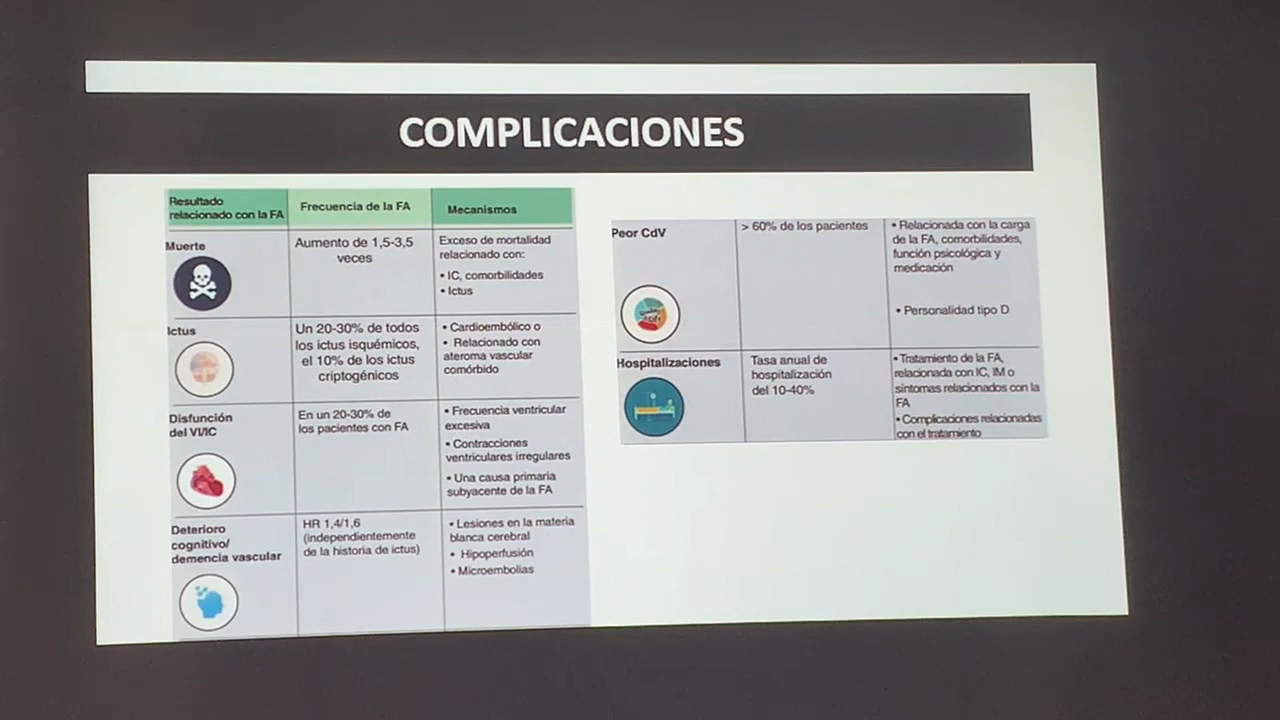 COMPLICACIONES
Resultado
relacionado con la FA
Frecuencia de la FA
Mecanismos
Muerte
Aumento de 1,5-3,5
veces
Exceso de mortalidad
relacionado con:
• IC, comorbilidades
• Ictus
Ictus
Un 20-30% de todos
los ictus isquémicos,
el 10% de los ictus
criptogénicos
• Cardioembólico o
• Relacionado con
ateroma vascular
comórbido
Disfunción
del VI/IC
En un 20-30% de
los pacientes con FA
• Frecuencia ventricular
excesiva
• Contracciones
ventriculares irregulares
• Una causa primaria
subyacente de la FA
Deterioro
cognitivo/
demencia vascular
HR 1,4/1,6
(independientemente
de la historia de ictus)
• Lesiones en la materia
blanca cerebral
• Hipoperfusión
• Microembolias
Peor CdV
> 60% de los pacientes
• Relacionada con la carga
de la FA, comorbilidades,
función psicológica y
medicación
• Personalidad tipo D
Hospitalizaciones
Tasa anual de
hospitalización
del 10-40%
• Tratamiento de la FA,
relacionada con IC, IM o
síntomas relacionados con la
FA
• Complicaciones relacionadas
con el tratamiento